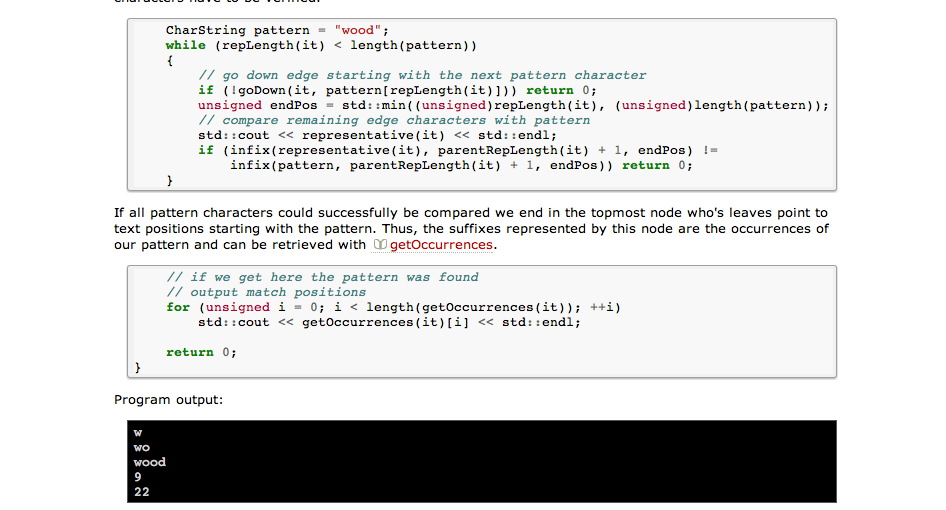 characters have to be verified.
CharString pattern = "wood";
while (repLength(it) < length(pattern))
{
// go down edge starting with the next pattern character
if (!goDown(it, pattern[repLength(it)])) return 0;
unsigned endPos = std::min((unsigned)repLength(it), (unsigned)length(pattern));
// compare remaining edge characters with pattern
std::cout << representative(it) << std::endl;
if (infix(representative(it), parentRepLength(it) + 1, endPos) !=
infix(pattern, parentRepLength(it) + 1, endPos)) return 0;
}
If all pattern characters could successfully be compared we end in the topmost node who's leaves point to
text positions starting with the pattern. Thus, the suffixes represented by this node are the occurrences of
our pattern and can be retrieved with getOccurrences.
// if we get here the pattern was found
// output match positions
for (unsigned i = 0; i < length(getOccurrences(it)); ++i)
std::cout << getOccurrences(it)[i] << std::endl;
return 0;
}
Program output:
w
wo
wood
9
22